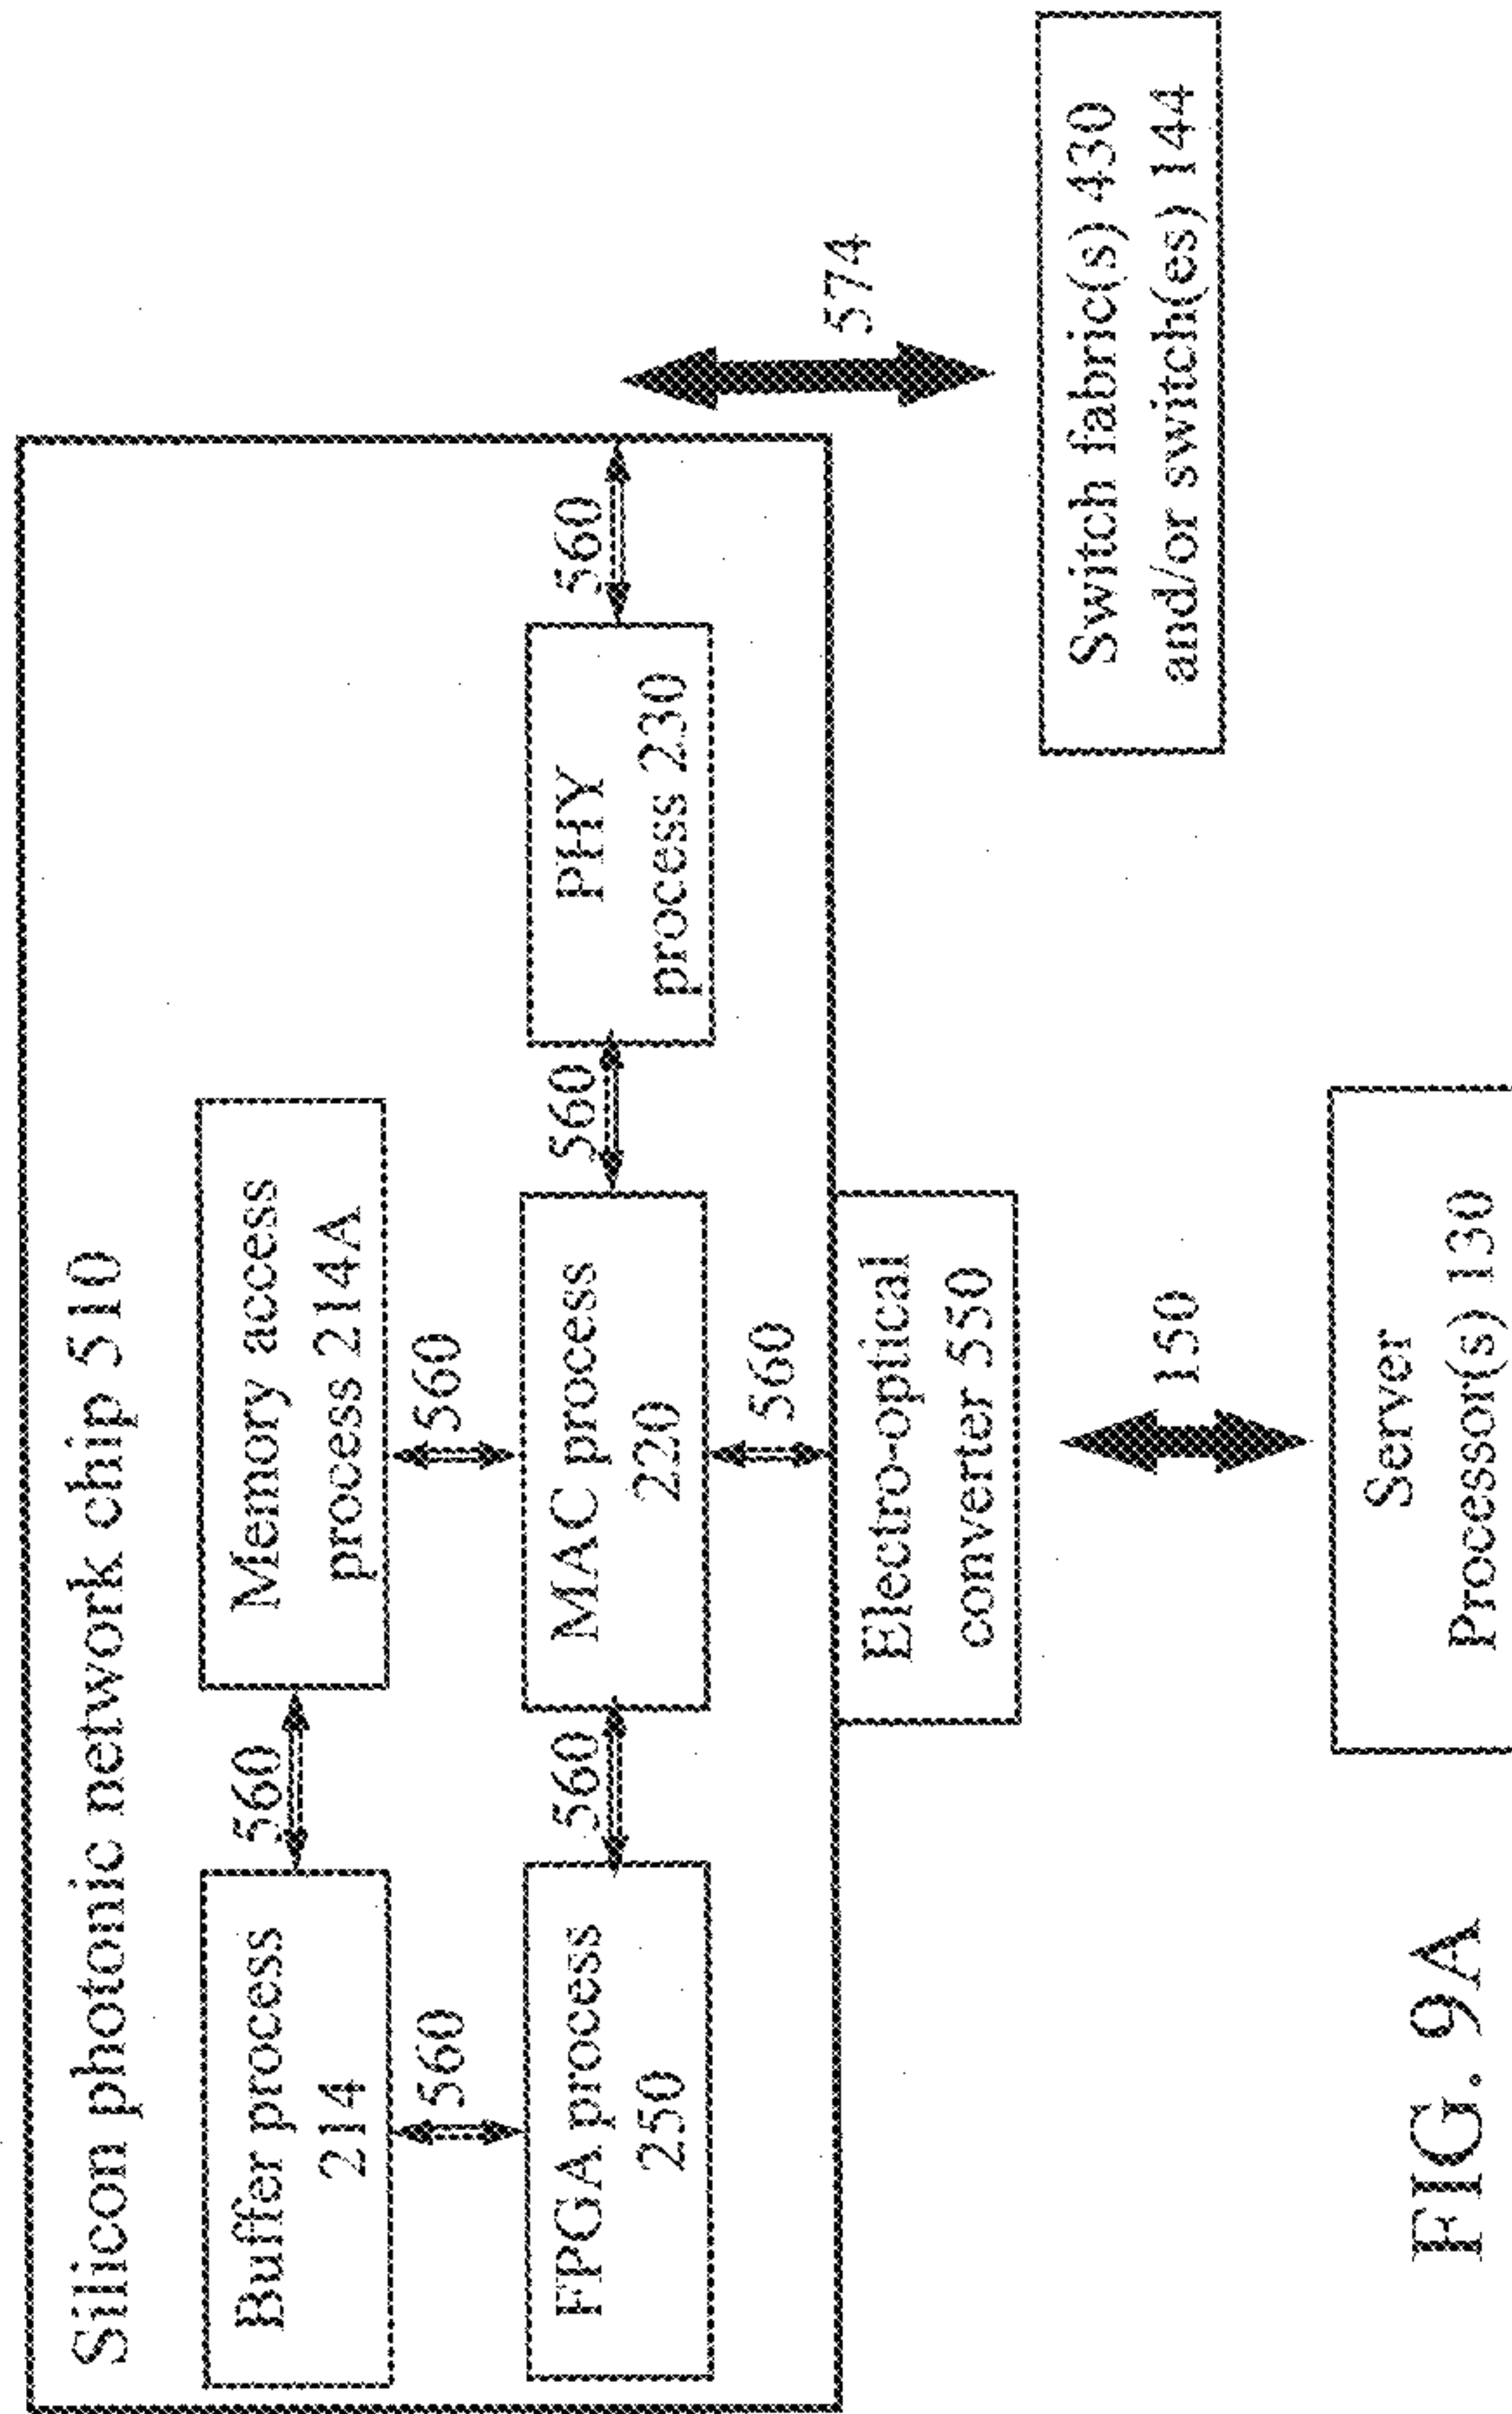 Silicon photonic network chip 510
Buffer process
214
560
Memory access
process 214A
560
560
FPGA process
250
560
MAC process
220
560
PHY
process 230
560
560
Electro-optical
converter 550
574
150
Switch fabric(s) 430
and/or switch(es) 144
Server
Processor(s) 130
FIG. 9A